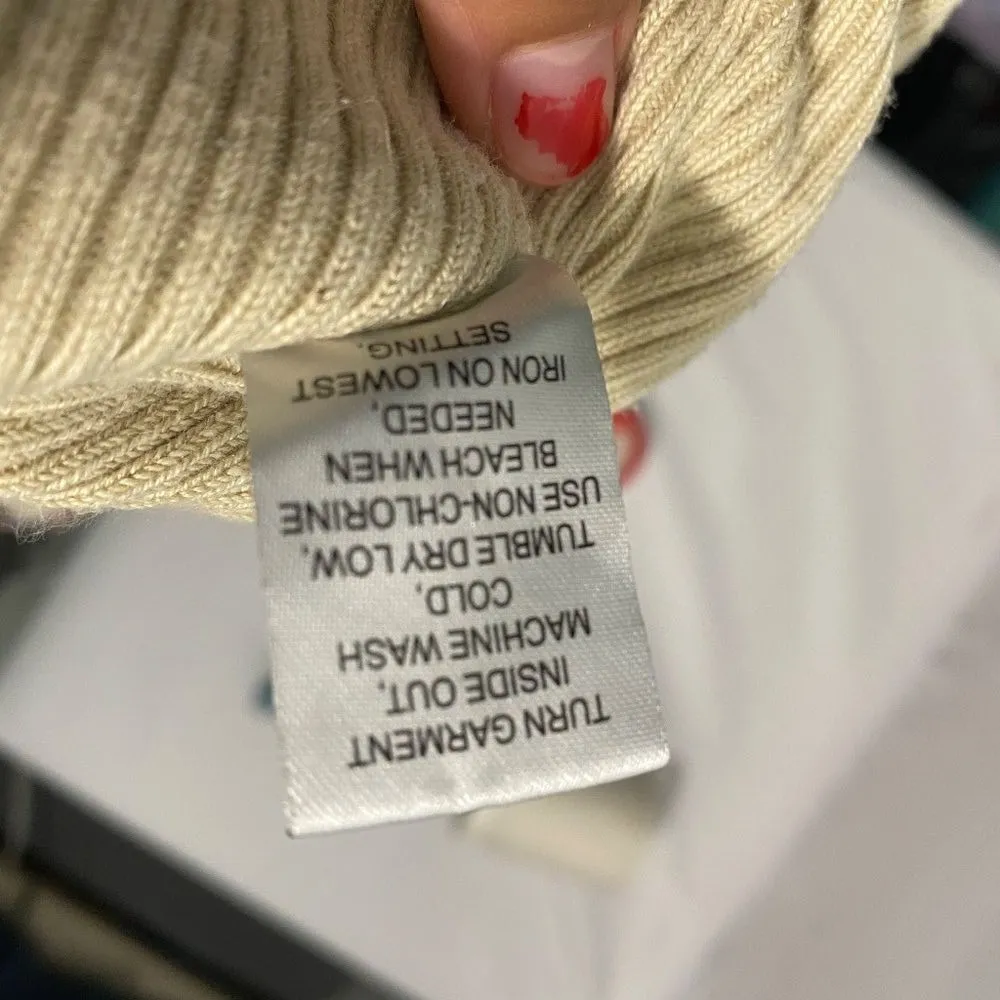 TURN GARMENT
INSIDE OUT,
MACHINE WASH
COLD,
TUMBLE DRY LOW,
USE NON-CHLORINE
BLEACH WHEN
NEEDED,
IRON ON LOWEST
SETTING.